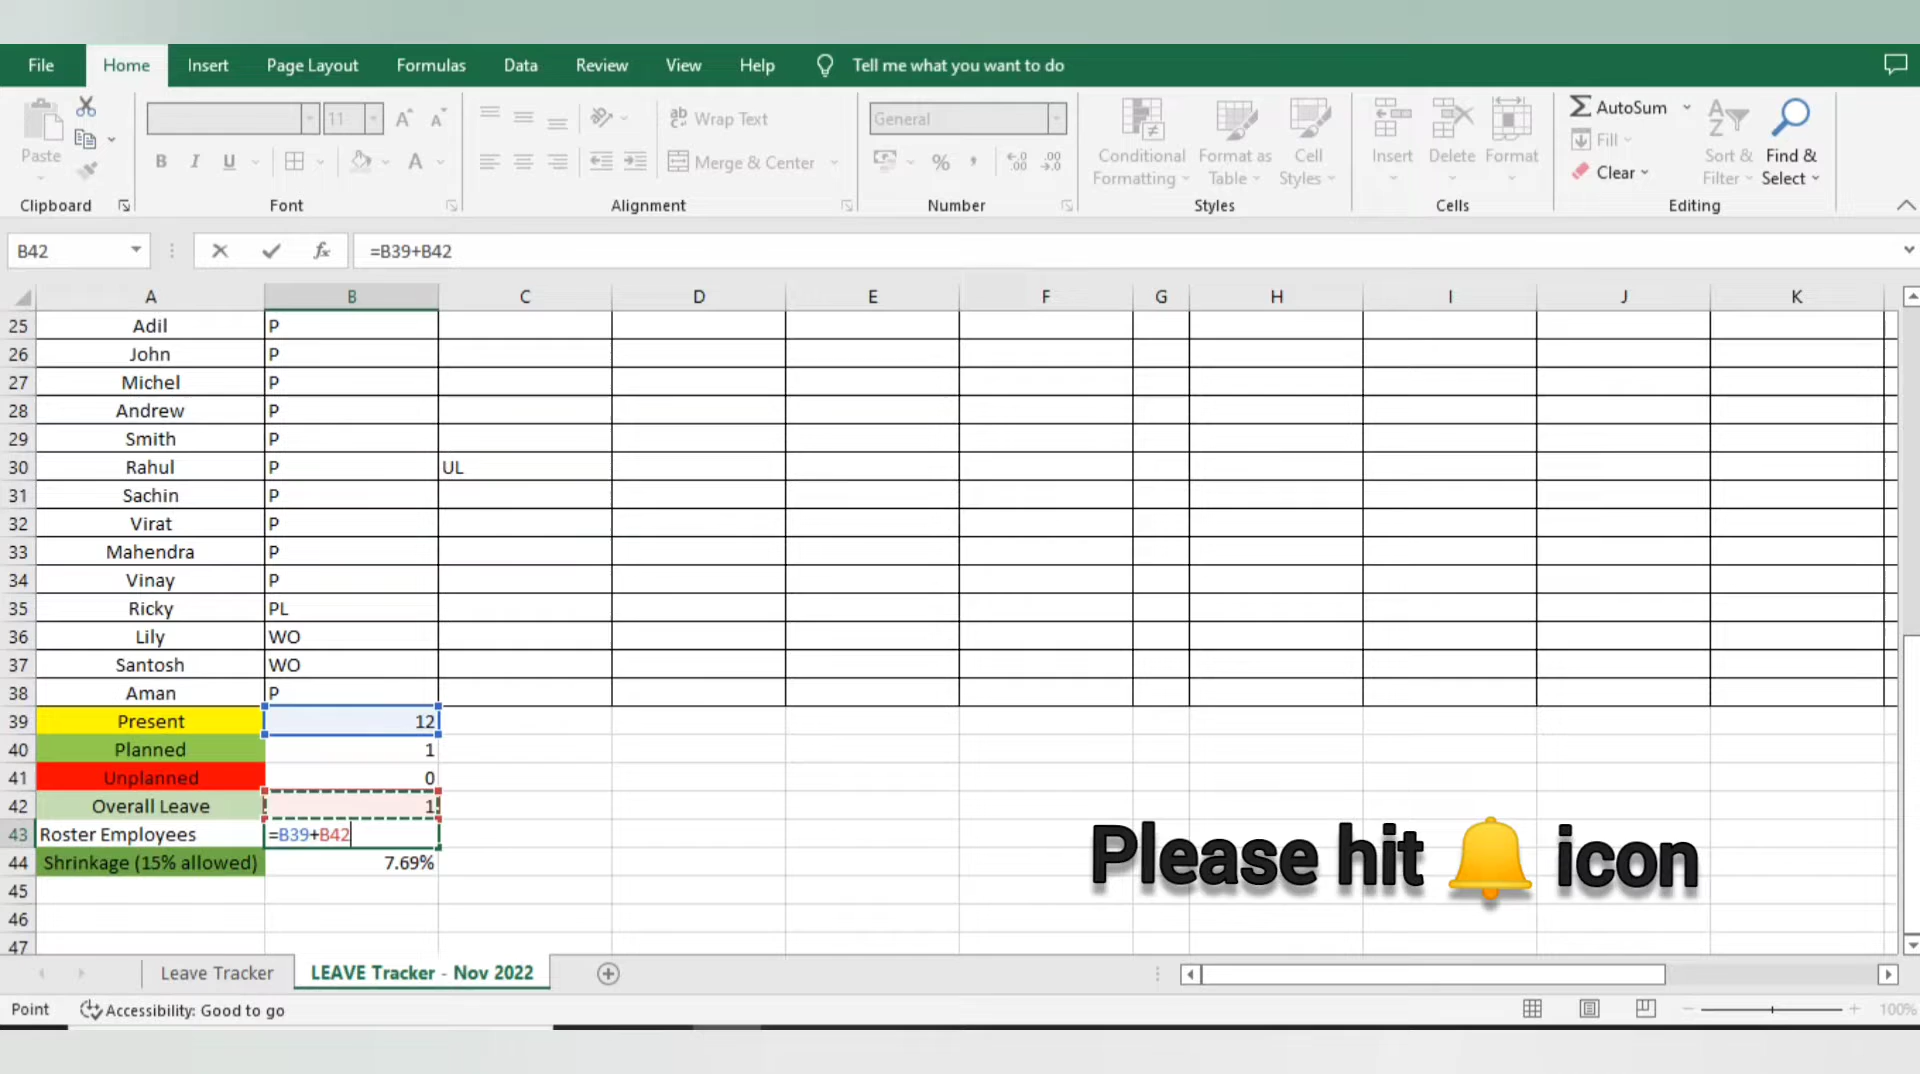 File Home Insert Page Layout Formulas Data Review View Help Tell me what you want to do
Paste
11
B I U A
ab Wrap Text
Merge & Center
General
% ,
Conditional Formatting
Format as Table
Cell Styles
Insert Delete Format
AutoSum
Fill
Clear
Sort & Filter
Find & Select
Clipboard Font Alignment Number Styles Cells Editing
B42 fx =B39+B42
A B C D E F G H I J K
25 Adil P
26 John P
27 Michel P
28 Andrew P
29 Smith P
30 Rahul P UL
31 Sachin P
32 Virat P
33 Mahendra P
34 Vinay P
35 Ricky PL
36 Lily WO
37 Santosh WO
38 Aman P
39 Present 12
40 Planned 1
41 Unplanned 0
42 Overall Leave 1
43 Roster Employees =B39+B42
44 Shrinkage (15% allowed) 7.69%
45
46
47
Please hit 🔔 icon
Leave Tracker LEAVE Tracker - Nov 2022
Point Accessibility: Good to go 100%